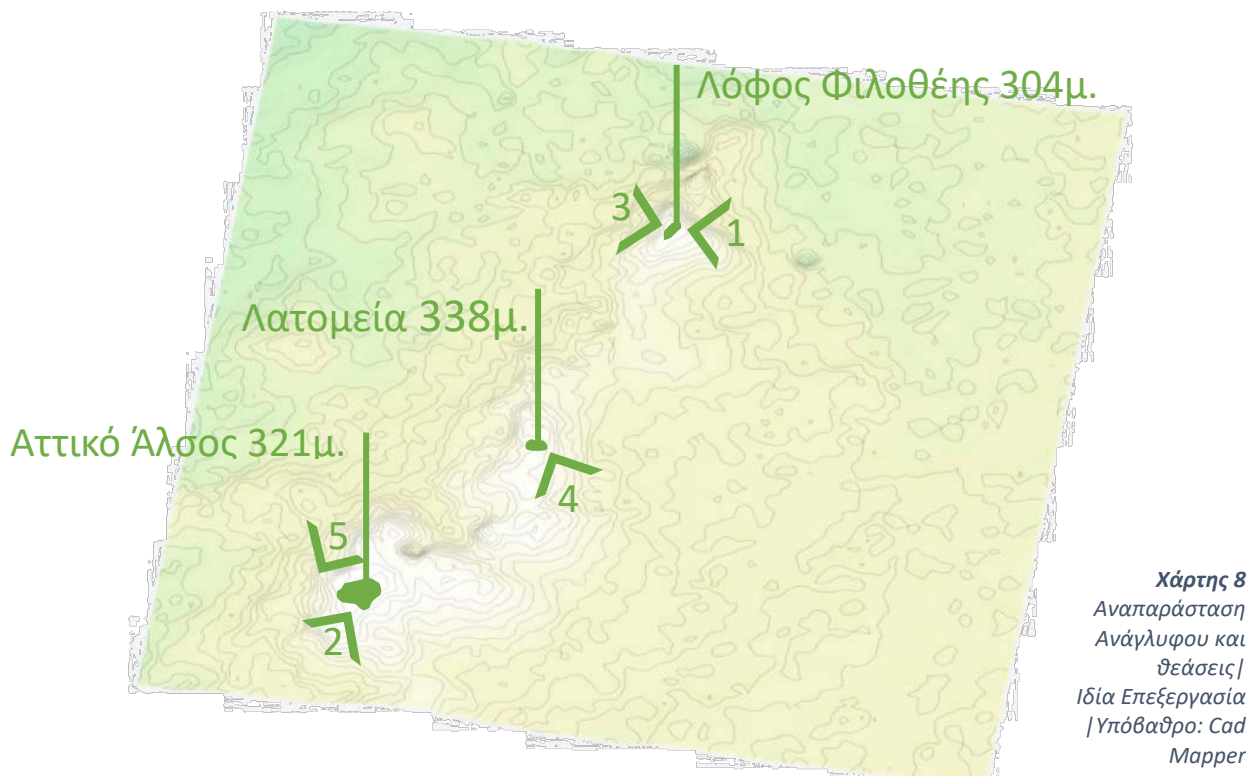 Λόφος Φιλοθέης 304μ.
3
1
Λατομεία 338μ.
Αττικό Άλσος 321μ.
4
5
2
Χάρτης 8
Αναπαράσταση
Ανάγλυφου και
θεάσεις|
Ιδία Επεξεργασία
|Υπόβαθρο: Cad
Mapper